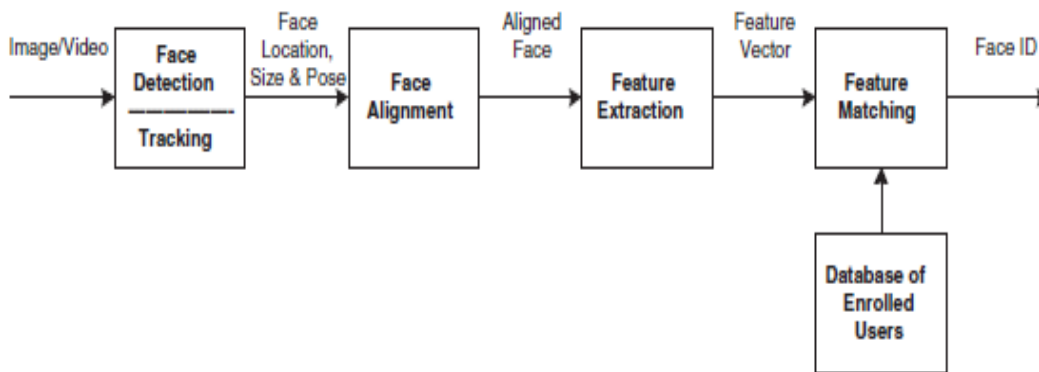 Image/Video
Face
Detection
Tracking
Face
Location,
Size & Pose
Face
Alignment
Aligned
Face
Feature
Extraction
Feature
Vector
Feature
Matching
Face ID
Database of
Enrolled
Users